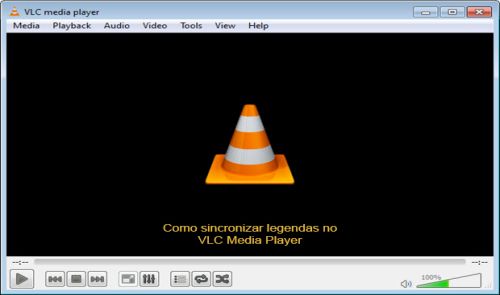 VLC media player
Media Playback Audio Video Tools View Help
Como sincronizar legendas no
VLC Media Player
--:-- --:--
100%